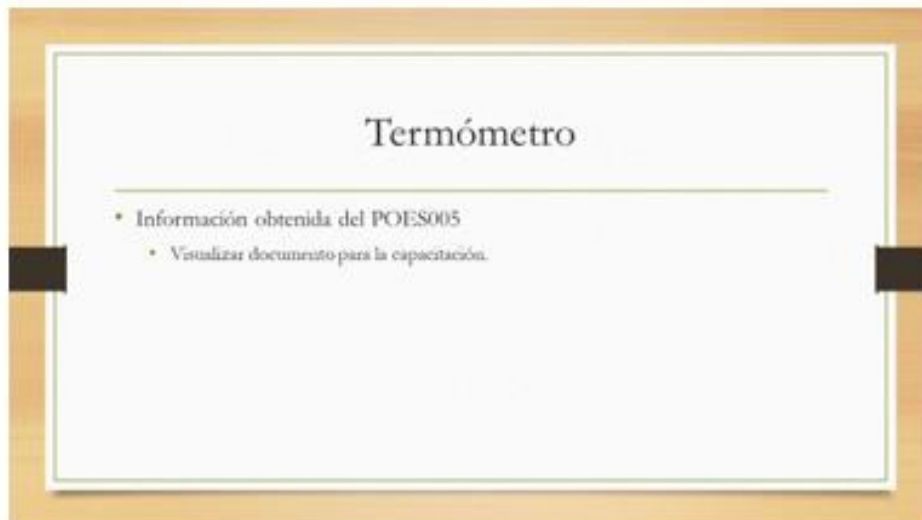 Termómetro
• Información obtenida del POES005
• Visualizar documento para la capacitación.